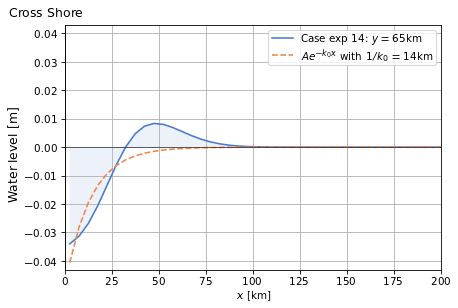 Cross Shore
Case exp 14: y = 65km
Ae^{-k_0x} with 1/k_0 = 14km
Water level [m]
0.04
0.03
0.02
0.01
0.00
−0.01
−0.02
−0.03
−0.04
0 25 50 75 100 125 150 175 200
x [km]